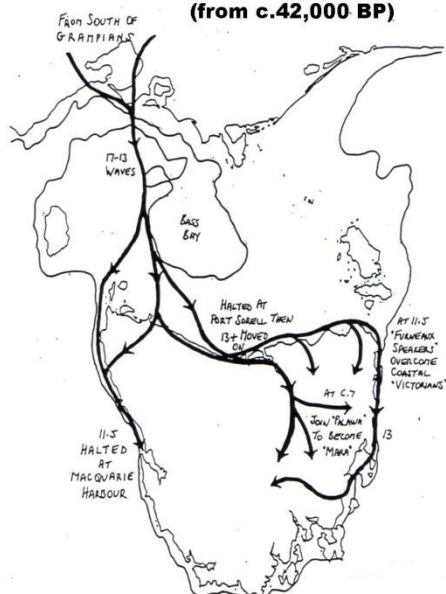 (from c.42,000 BP)
FROM SOUTH OF
GRAMPIANS
17-13
WAVES
BASS
BAY
HALTED AT
PORT SORELL THEN
13+ MOVED
ON
AT 11.5
"FURNEAUX
SPEAKERS"
OVERCOME
COASTAL
"VICTORIANS"
AT C.7
JOIN "PALAWA"
TO BECOME
"MARA"
13
11.5
HALTED
AT
MACQUARIE
HARBOUR